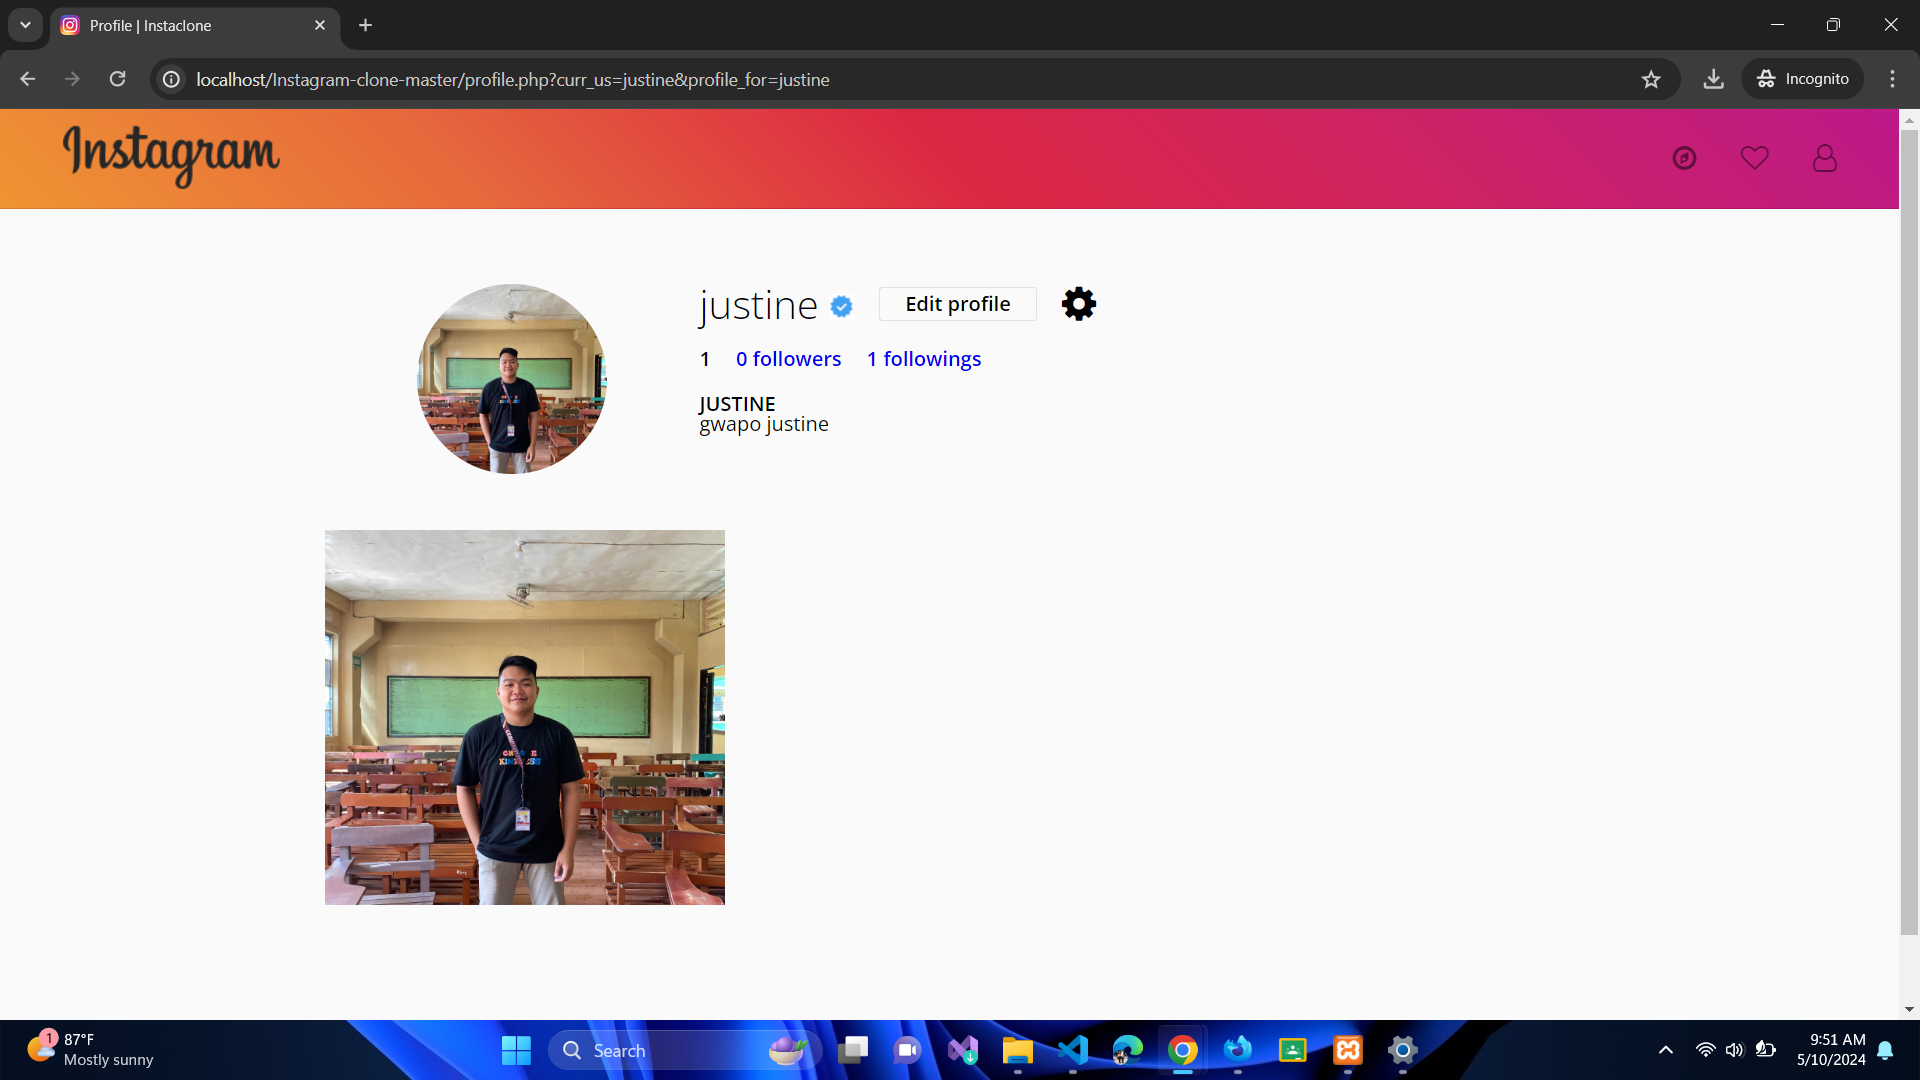 Profile | Instaclone
localhost/Instagram-clone-master/profile.php?curr_us=justine&profile_for=justine
Incognito
Instagram
justine
Edit profile
1 0 followers 1 followings
JUSTINE
gwapo justine
1
87°F
Mostly sunny
Search
9:51 AM
5/10/2024